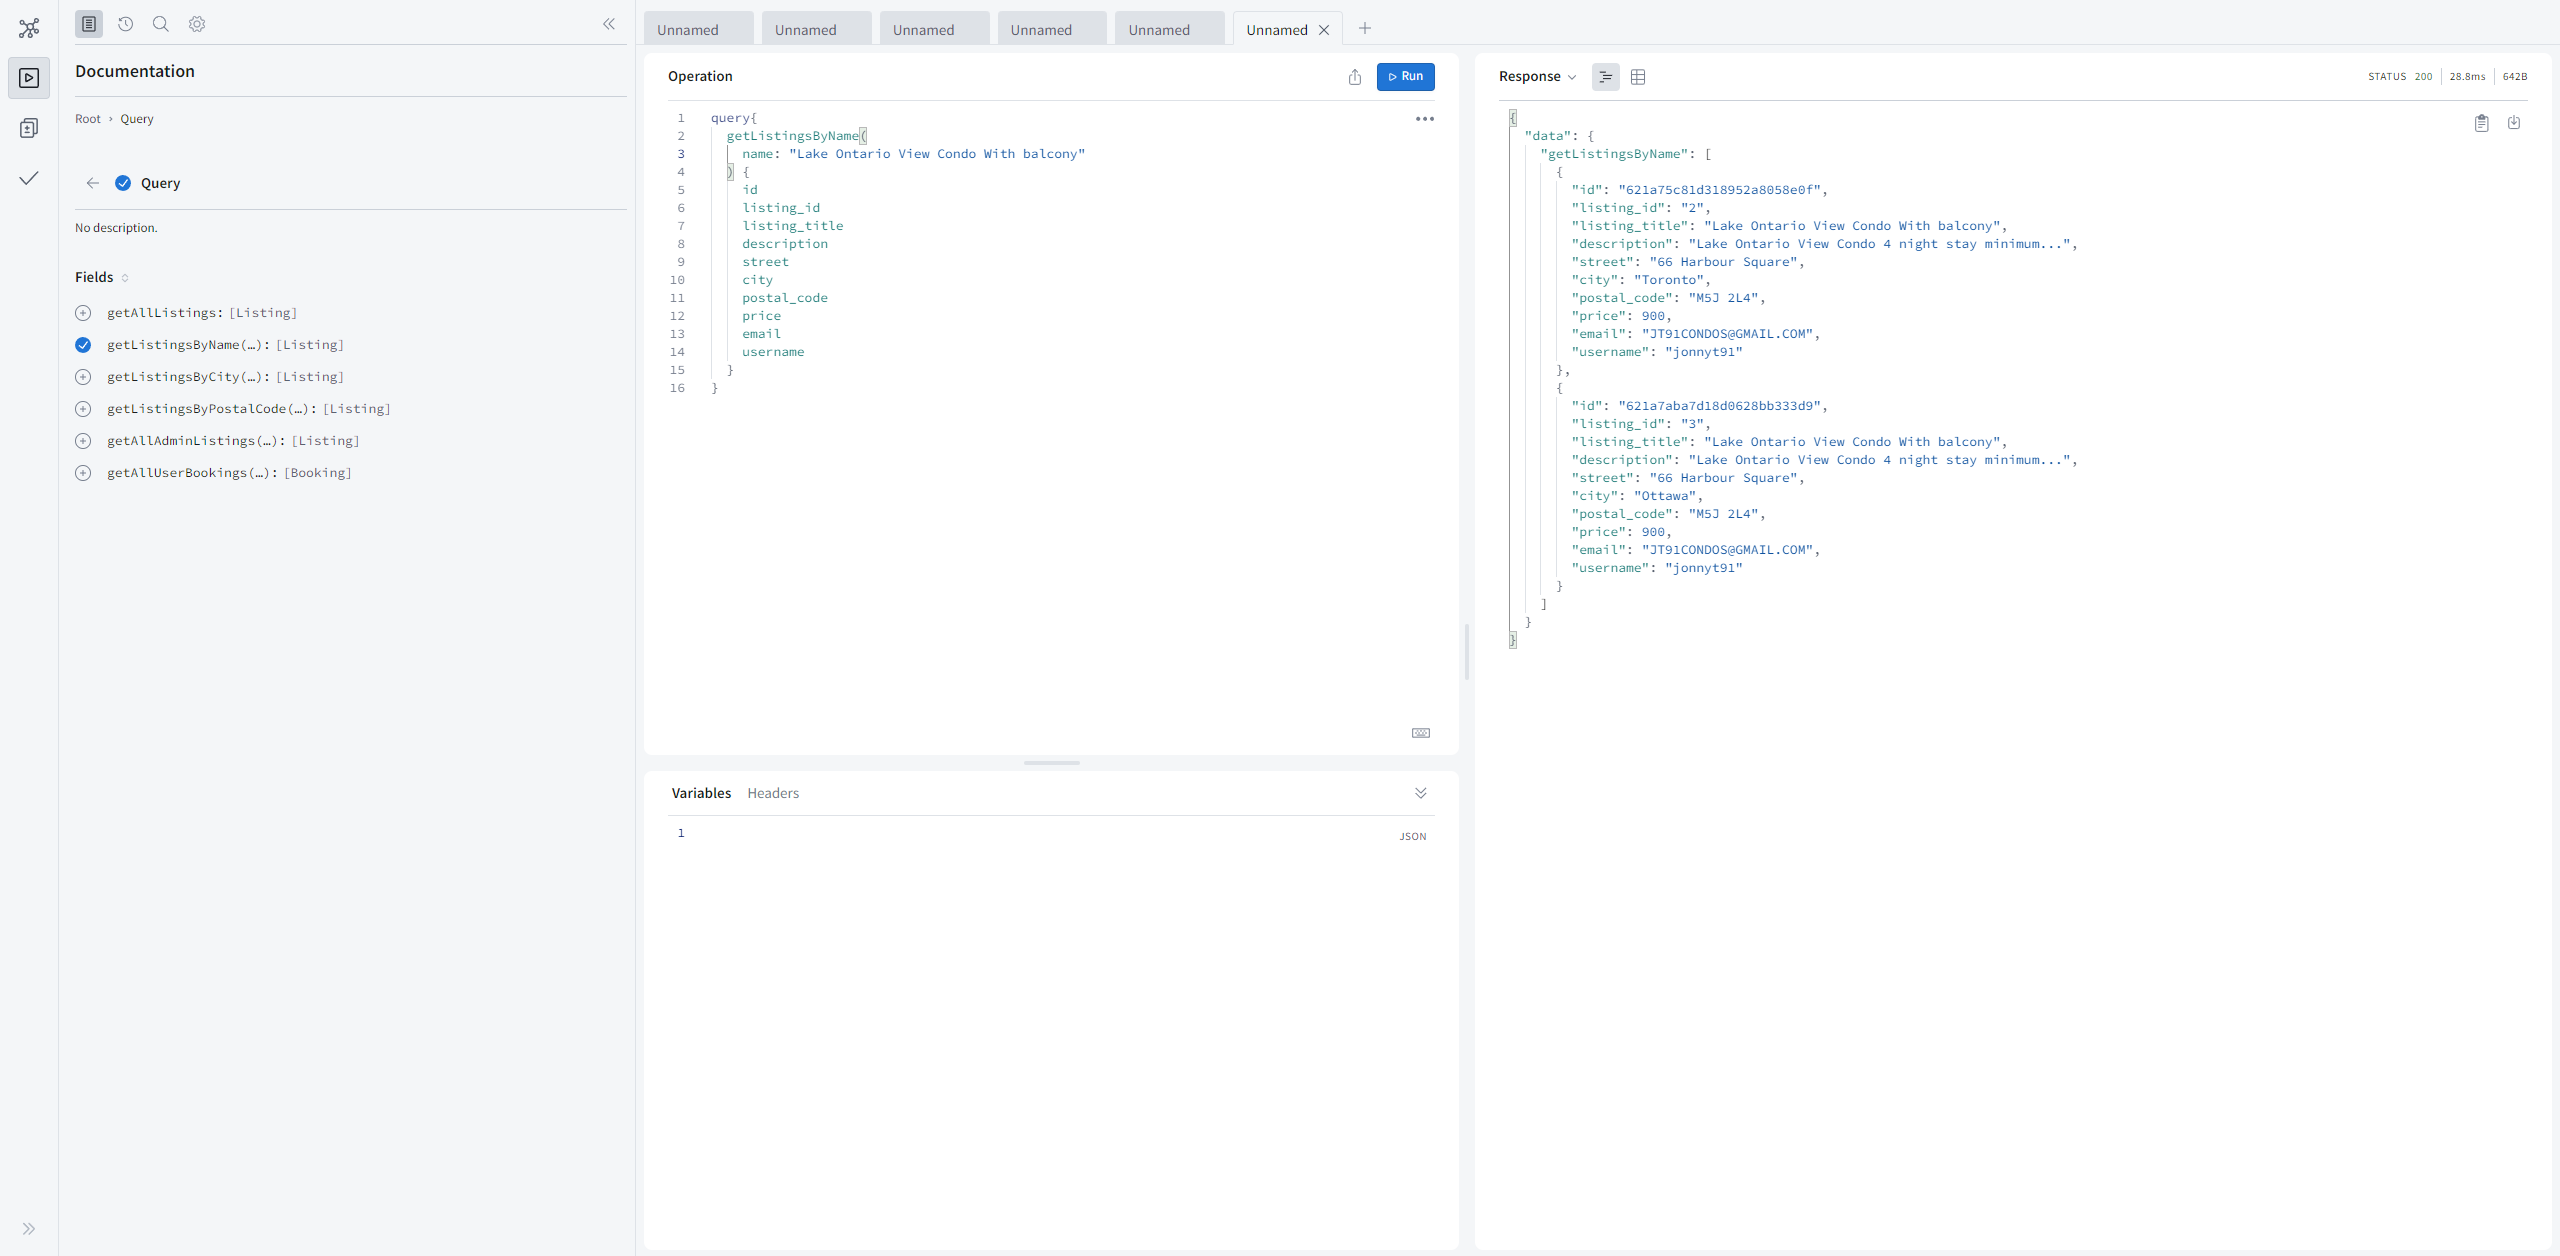 Documentation
Root › Query
Query
No description.
Fields
getAllListings: [Listing]
getListingsByName(…): [Listing]
getListingsByCity(…): [Listing]
getListingsByPostalCode(…): [Listing]
getAllAdminListings(…): [Listing]
getAllUserBookings(…): [Booking]
Unnamed Unnamed Unnamed Unnamed Unnamed Unnamed
Operation
Run
1 query{
2 getListingsByName(
3 name: "Lake Ontario View Condo With balcony"
4 ) {
5 id
6 listing_id
7 listing_title
8 description
9 street
10 city
11 postal_code
12 price
13 email
14 username
15 }
16 }
Variables Headers
1
JSON
Response
STATUS 200 28.8ms 642B
{
"data": {
"getListingsByName": [
{
"id": "621a75c81d318952a8058e0f",
"listing_id": "2",
"listing_title": "Lake Ontario View Condo With balcony",
"description": "Lake Ontario View Condo 4 night stay minimum...",
"street": "66 Harbour Square",
"city": "Toronto",
"postal_code": "M5J 2L4",
"price": 900,
"email": "JT91CONDOS@GMAIL.COM",
"username": "jonnyt91"
},
{
"id": "621a7aba7d18d0628bb333d9",
"listing_id": "3",
"listing_title": "Lake Ontario View Condo With balcony",
"description": "Lake Ontario View Condo 4 night stay minimum...",
"street": "66 Harbour Square",
"city": "Ottawa",
"postal_code": "M5J 2L4",
"price": 900,
"email": "JT91CONDOS@GMAIL.COM",
"username": "jonnyt91"
}
]
}
}